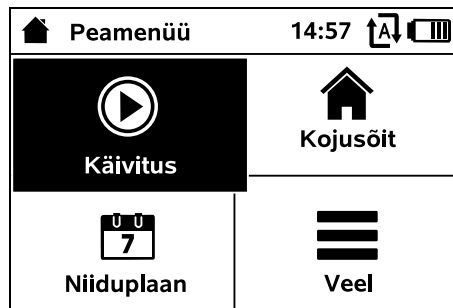 Peamenüü 14:57 A
Käivitus
Kojusõit
7
Niiduplaan
Veel